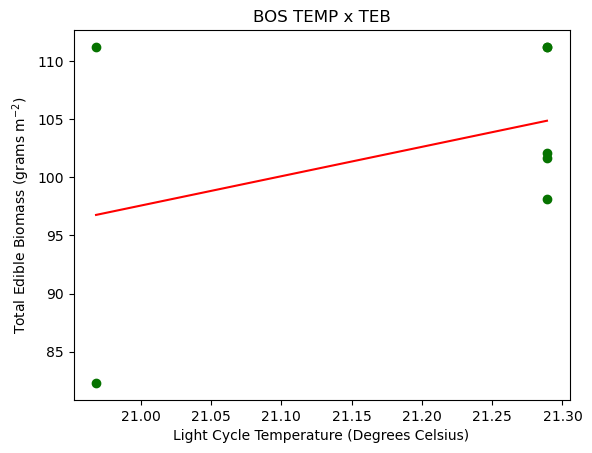 BOS TEMP x TEB
110
105
100
95
90
85
Total Edible Biomass (grams m⁻²)
21.00 21.05 21.10 21.15 21.20 21.25 21.30
Light Cycle Temperature (Degrees Celsius)